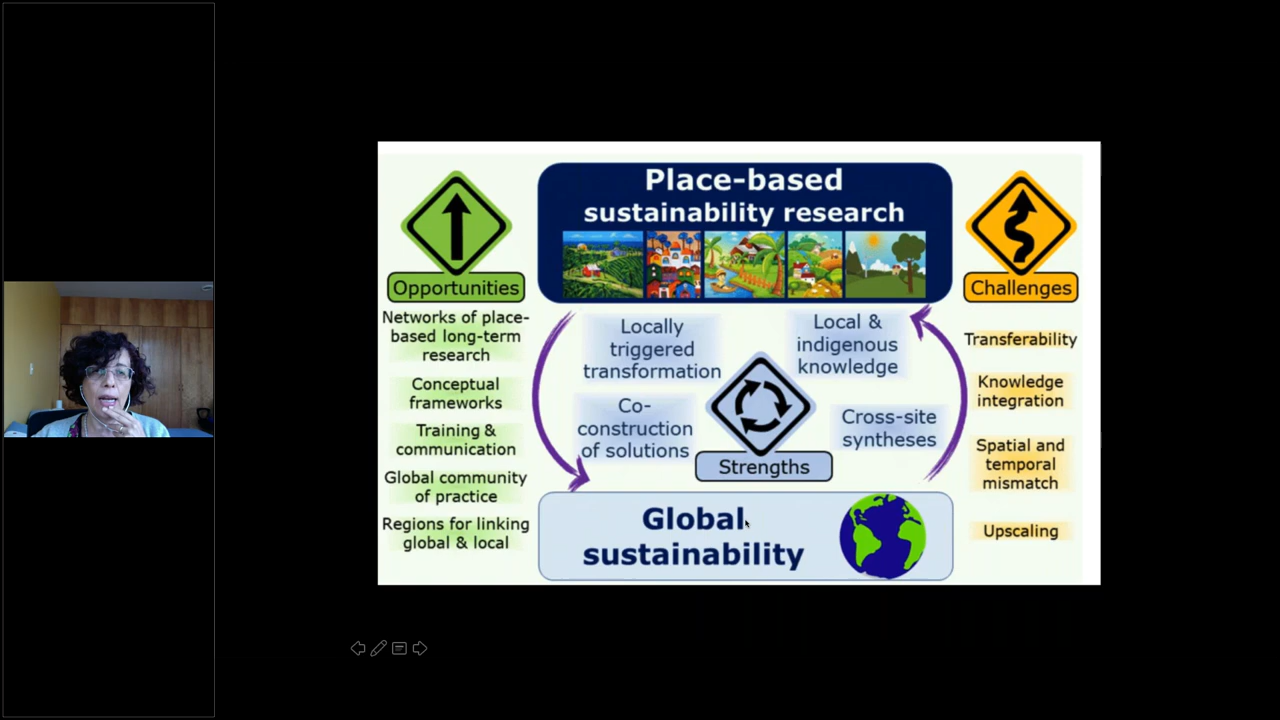 Place-based
sustainability research
Opportunities
Networks of place-
based long-term
research
Conceptual
frameworks
Training &
communication
Global community
of practice
Regions for linking
global & local
Locally
triggered
transformation
Co-
construction
of solutions
Local &
indigenous
knowledge
Cross-site
syntheses
Strengths
Challenges
Transferability
Knowledge
integration
Spatial and
temporal
mismatch
Upscaling
Global
sustainability